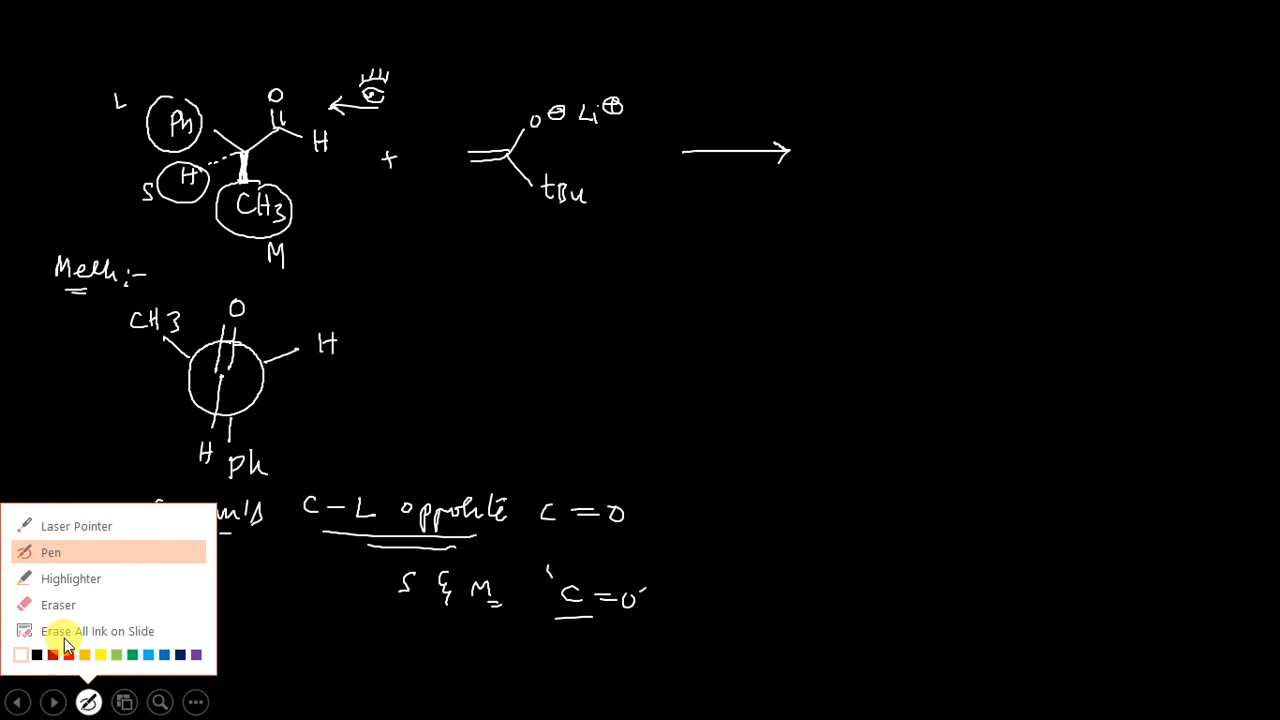 L Ph O
H
S H
CH3
M
+
O ⊖ Li ⊕
tBu
Mech :-
CH3 O H
H Ph
C - L opposite C = O
S & M C = O
Laser Pointer
Pen
Highlighter
Eraser
Erase All Ink on Slide